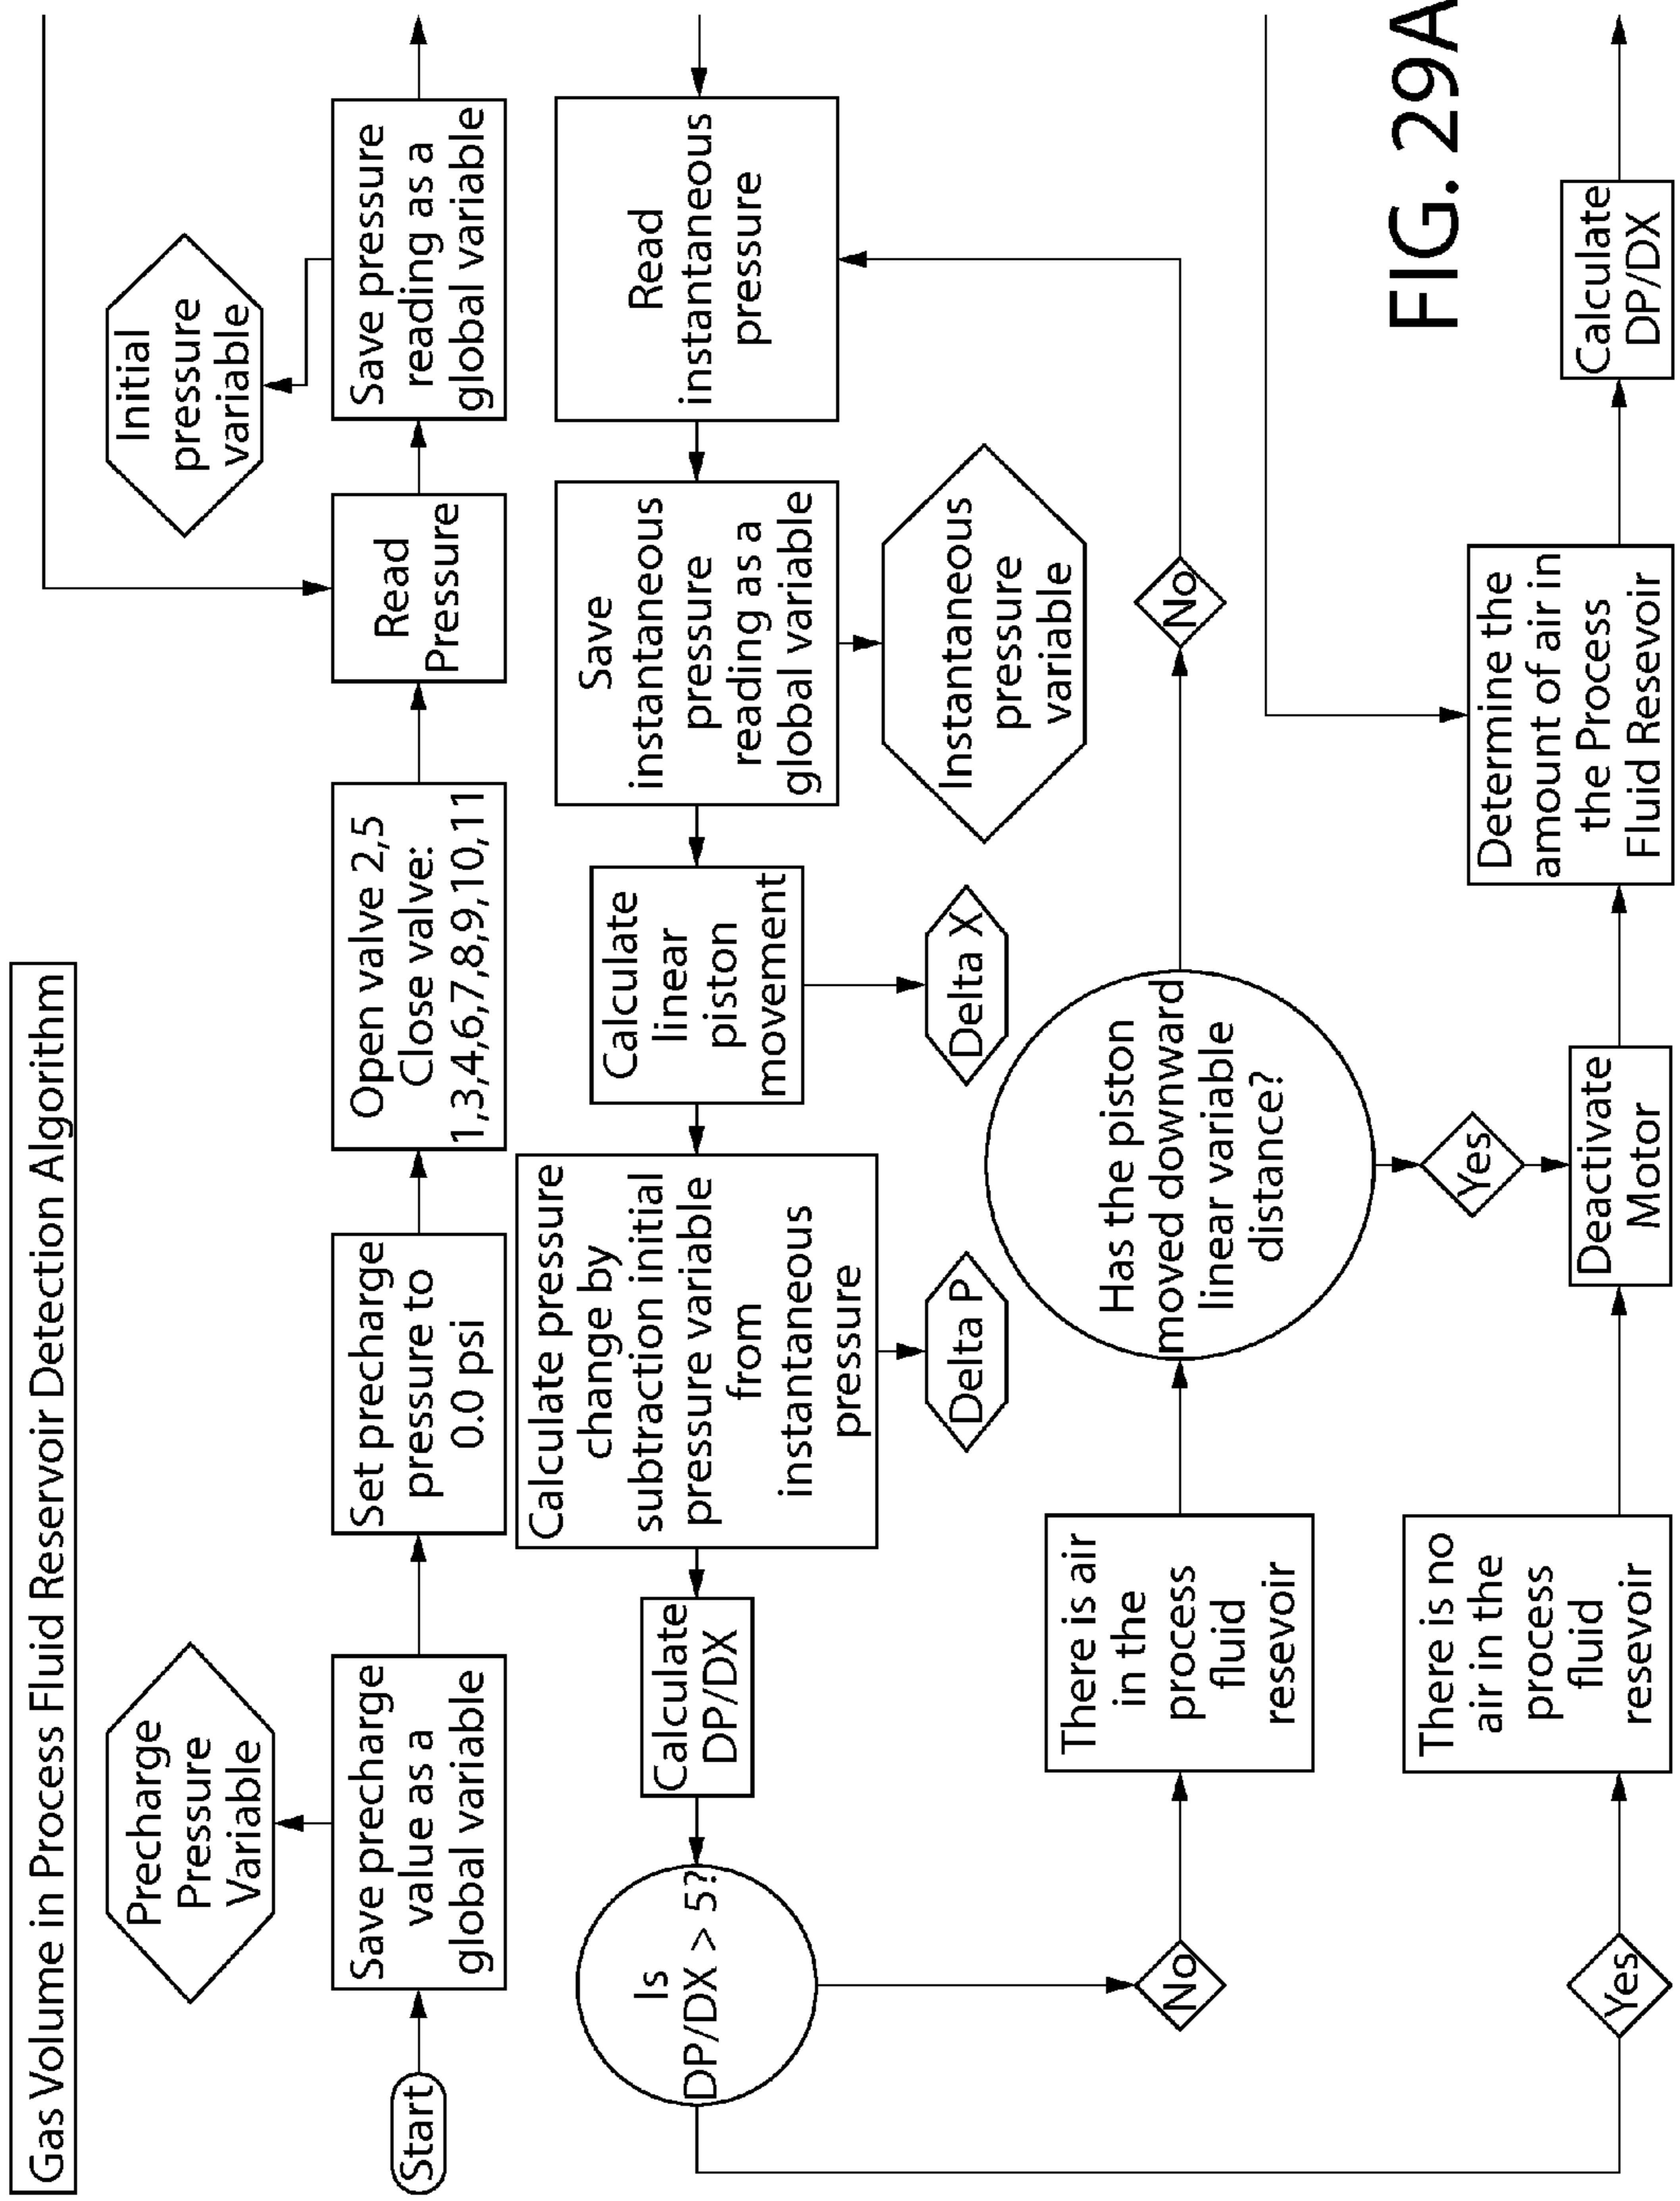 Gas Volume in Process Fluid Reservoir Detection Algorithm
Precharge
Pressure
Variable
Initial
pressure
variable
Start
Save precharge
value as a
global variable
Set precharge
pressure to
0.0 psi
Open valve 2,5
Close valve:
1,3,4,6,7,8,9,10,11
Read
Pressure
Save pressure
reading as a
global variable
Is
DP/DX > 5?
Calculate
DP/DX
Calculate pressure
change by
subtraction initial
pressure variable
from
instantaneous
pressure
Calculate
linear
piston
movement
Save
instantaneous
pressure
reading as a
global variable
Read
instantaneous
pressure
Delta P
Delta X
Instantaneous
pressure
variable
No
There is air
in the
process
fluid
resevoir
Has the piston
moved downward
linear variable
distance?
No
Yes
Yes
There is no
air in the
process
fluid
resevoir
Deactivate
Motor
Determine the
amount of air in
the Process
Fluid Resevoir
Calculate
DP/DX
FIG. 29A